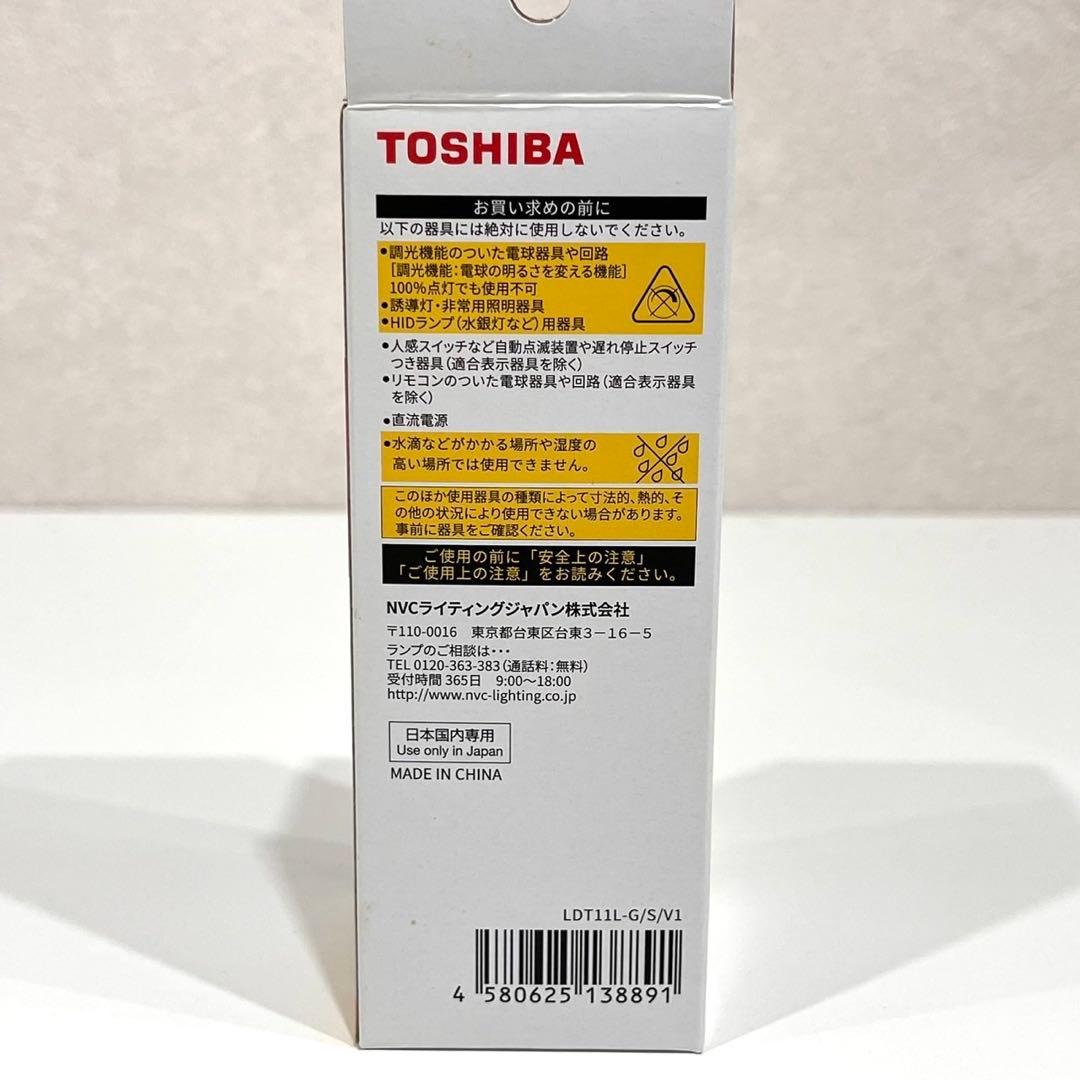 TOSHIBA
お買い求めの前に
以下の器具には絶対に使用しないでください。
●調光機能のついた電球器具や回路
[調光機能:電球の明るさを変える機能]
100%点灯でも使用不可
●誘導灯・非常用照明器具
●HIDランプ(水銀灯など)用器具
●人感スイッチなど自動点滅装置や遅れ停止スイッチ
つき器具(適合表示器具を除く)
●リモコンのついた電球器具や回路(適合表示器具
を除く)
●直流電源
●水滴などがかかる場所や湿度の
高い場所では使用できません。
このほか使用器具の種類によって寸法的、熱的、そ
の他の状況により使用できない場合があります。
事前に器具をご確認ください。
ご使用の前に「安全上の注意」
「ご使用上の注意」をお読みください。
NVCライティングジャパン株式会社
〒110-0016 東京都台東区台東3-16-5
ランプのご相談は・・・
TEL 0120-363-383(通話料:無料)
受付時間 365日 9:00〜18:00
http://www.nvc-lighting.co.jp
日本国内専用
Use only in Japan
MADE IN CHINA
LDT11L-G/S/V1
4 580625 138891